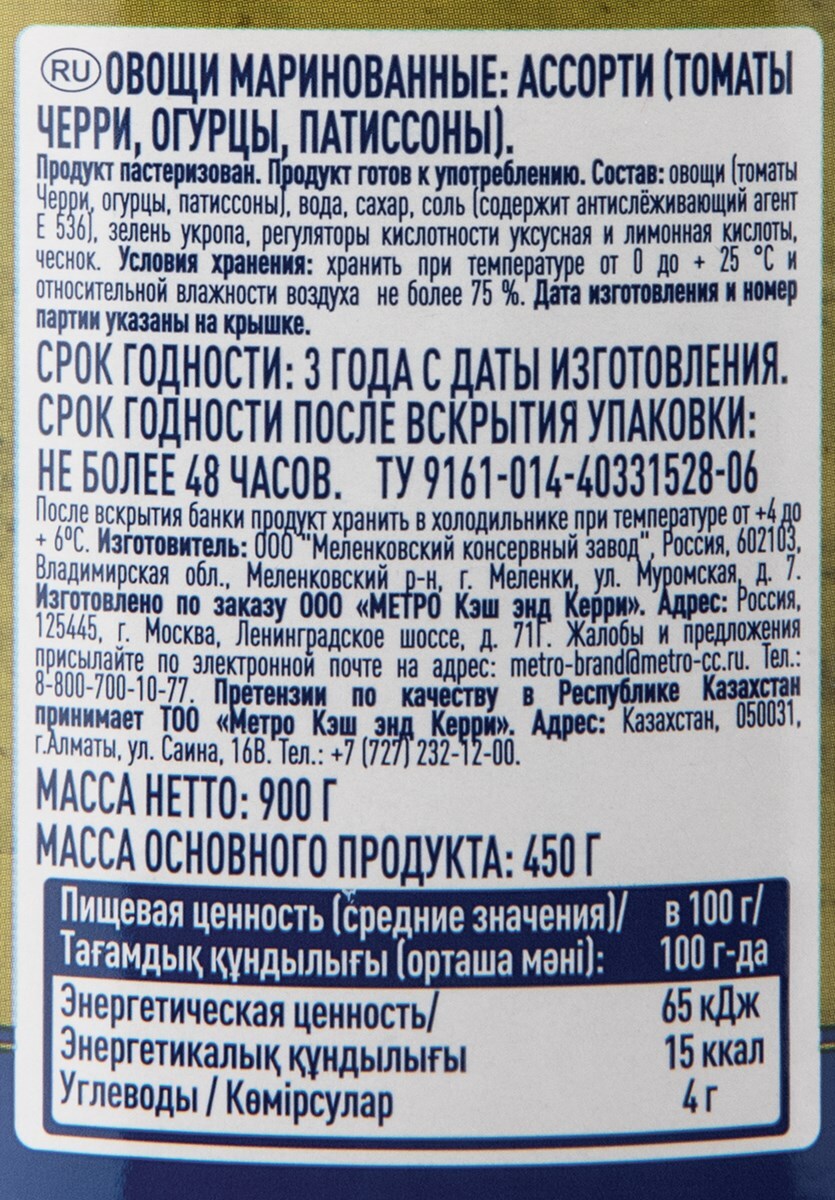 RU ОВОЩИ МАРИНОВАННЫЕ: АССОРТИ (ТОМАТЫ
ЧЕРРИ, ОГУРЦЫ, ПАТИССОНЫ).
Продукт пастеризован. Продукт готов к употреблению. Состав: овощи (томаты
Черри, огурцы, патиссоны), вода, сахар, соль (содержит антислёживающий агент
Е 536), зелень укропа, регуляторы кислотности уксусная и лимонная кислоты,
чеснок. Условия хранения: хранить при температуре от 0 до + 25 °С и
относительной влажности воздуха не более 75 %. Дата изготовления и номер
партии указаны на крышке.
СРОК ГОДНОСТИ: 3 ГОДА С ДАТЫ ИЗГОТОВЛЕНИЯ.
СРОК ГОДНОСТИ ПОСЛЕ ВСКРЫТИЯ УПАКОВКИ:
НЕ БОЛЕЕ 48 ЧАСОВ. ТУ 9161-014-40331528-06
После вскрытия банки продукт хранить в холодильнике при температуре от +4 до
+ 6ºС. Изготовитель: ООО "Меленковский консервный завод", Россия, 602103,
Владимирская обл., Меленковский р-н, г. Меленки, ул. Муромская, д. 7.
Изготовлено по заказу ООО «МЕТРО Кэш энд Керри». Адрес: Россия,
125445, г. Москва, Ленинградское шоссе, д. 71Г. Жалобы и предложения
присылайте по электронной почте на адрес: metro-brand@metro-cc.ru. Тел.:
8-800-700-10-77. Претензии по качеству в Республике Казахстан
принимает ТОО «Метро Кэш энд Керри». Адрес: Казахстан, 050031,
г.Алматы, ул. Саина, 16В. Тел.: +7 (727) 232-12-00.
МАССА НЕТТО: 900 Г
МАССА ОСНОВНОГО ПРОДУКТА: 450 Г
Пищевая ценность (средние значения)/ в 100 г/
Тағамдық құндылығы (орташа мәні): 100 г-да
Энергетическая ценность/ 65 кДж
Энергетикалық құндылығы 15 ккал
Углеводы / Көмірсулар 4 г